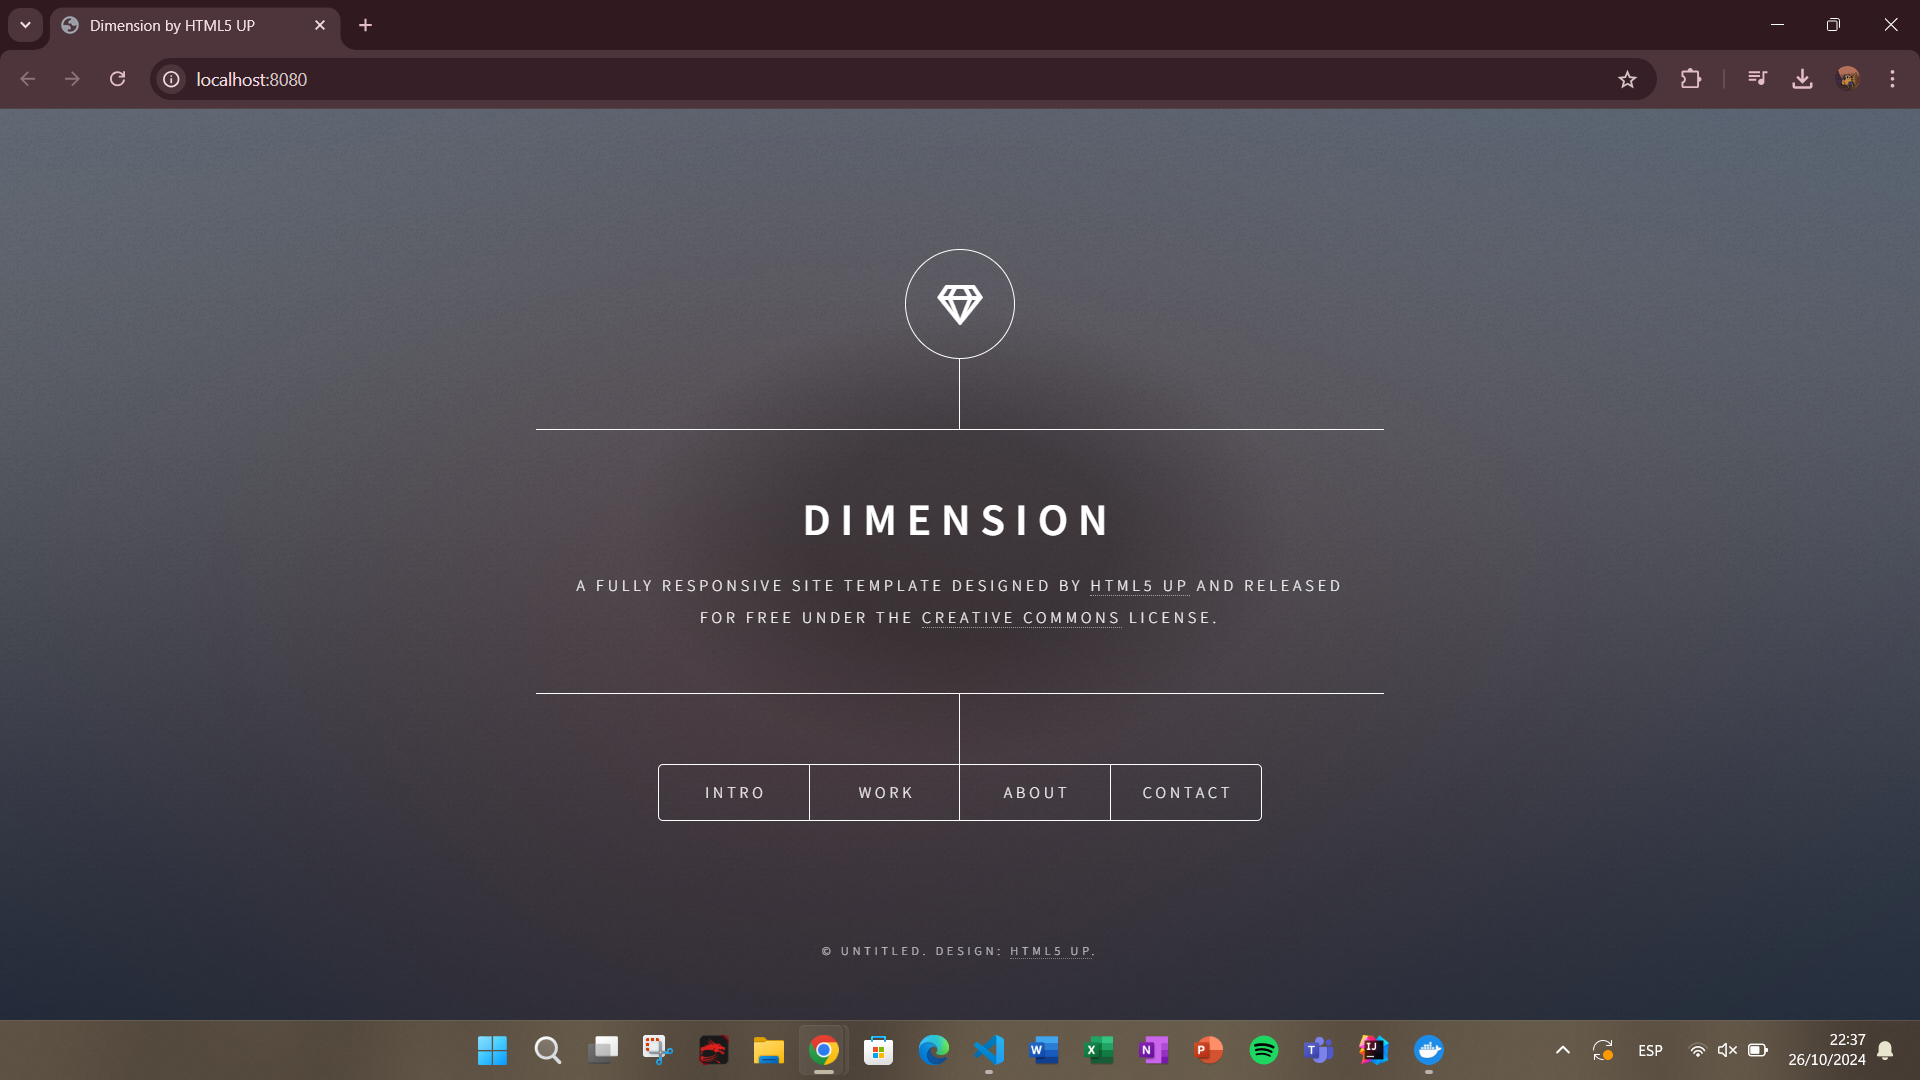 Dimension by HTML5 UP
localhost:8080
DIMENSION
A FULLY RESPONSIVE SITE TEMPLATE DESIGNED BY HTML5 UP AND RELEASED
FOR FREE UNDER THE CREATIVE COMMONS LICENSE.
INTRO
WORK
ABOUT
CONTACT
© UNTITLED. DESIGN: HTML5 UP.
W
X
N
P
T
IJ
ESP
22:37
26/10/2024